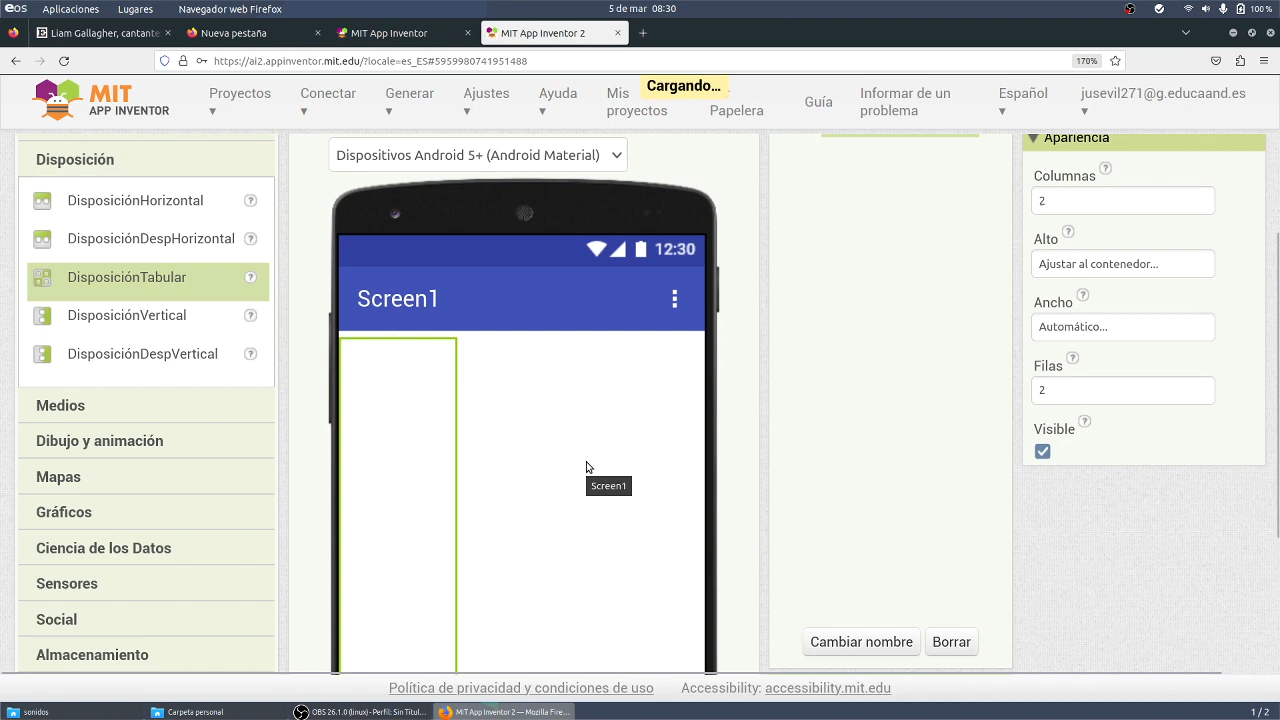 Aplicaciones
Lugares
Navegador web Firefox
5 de mar 08:30
100 %
Liam Gallagher, cantante
Nueva pestaña
MIT App Inventor
MIT App Inventor 2
https://ai2.appinventor.mit.edu/?locale=es_ES#5959980741951488
170%
MIT
APP INVENTOR
Proyectos
Conectar
Generar
Ajustes
Ayuda
Mis proyectos
Cargando...
Papelera
Guía
Informar de un problema
Español
jusevil271@g.educaand.es
Disposición
DisposiciónHorizontal
DisposiciónDespHorizontal
DisposiciónTabular
DisposiciónVertical
DisposiciónDespVertical
Medios
Dibujo y animación
Mapas
Gráficos
Ciencia de los Datos
Sensores
Social
Almacenamiento
Dispositivos Android 5+ (Android Material)
12:30
Screen1
Screen1
Cambiar nombre
Borrar
Apariencia
Columnas
2
Alto
Ajustar al contenedor...
Ancho
Automático...
Filas
2
Visible
Política de privacidad y condiciones de uso
Accessibility: accessibility.mit.edu
sonidos
Carpeta personal
OBS 26.1.0 (linux) - Perfil: Sin Títul...
MIT App Inventor 2 — Mozilla Fire...
1 / 2